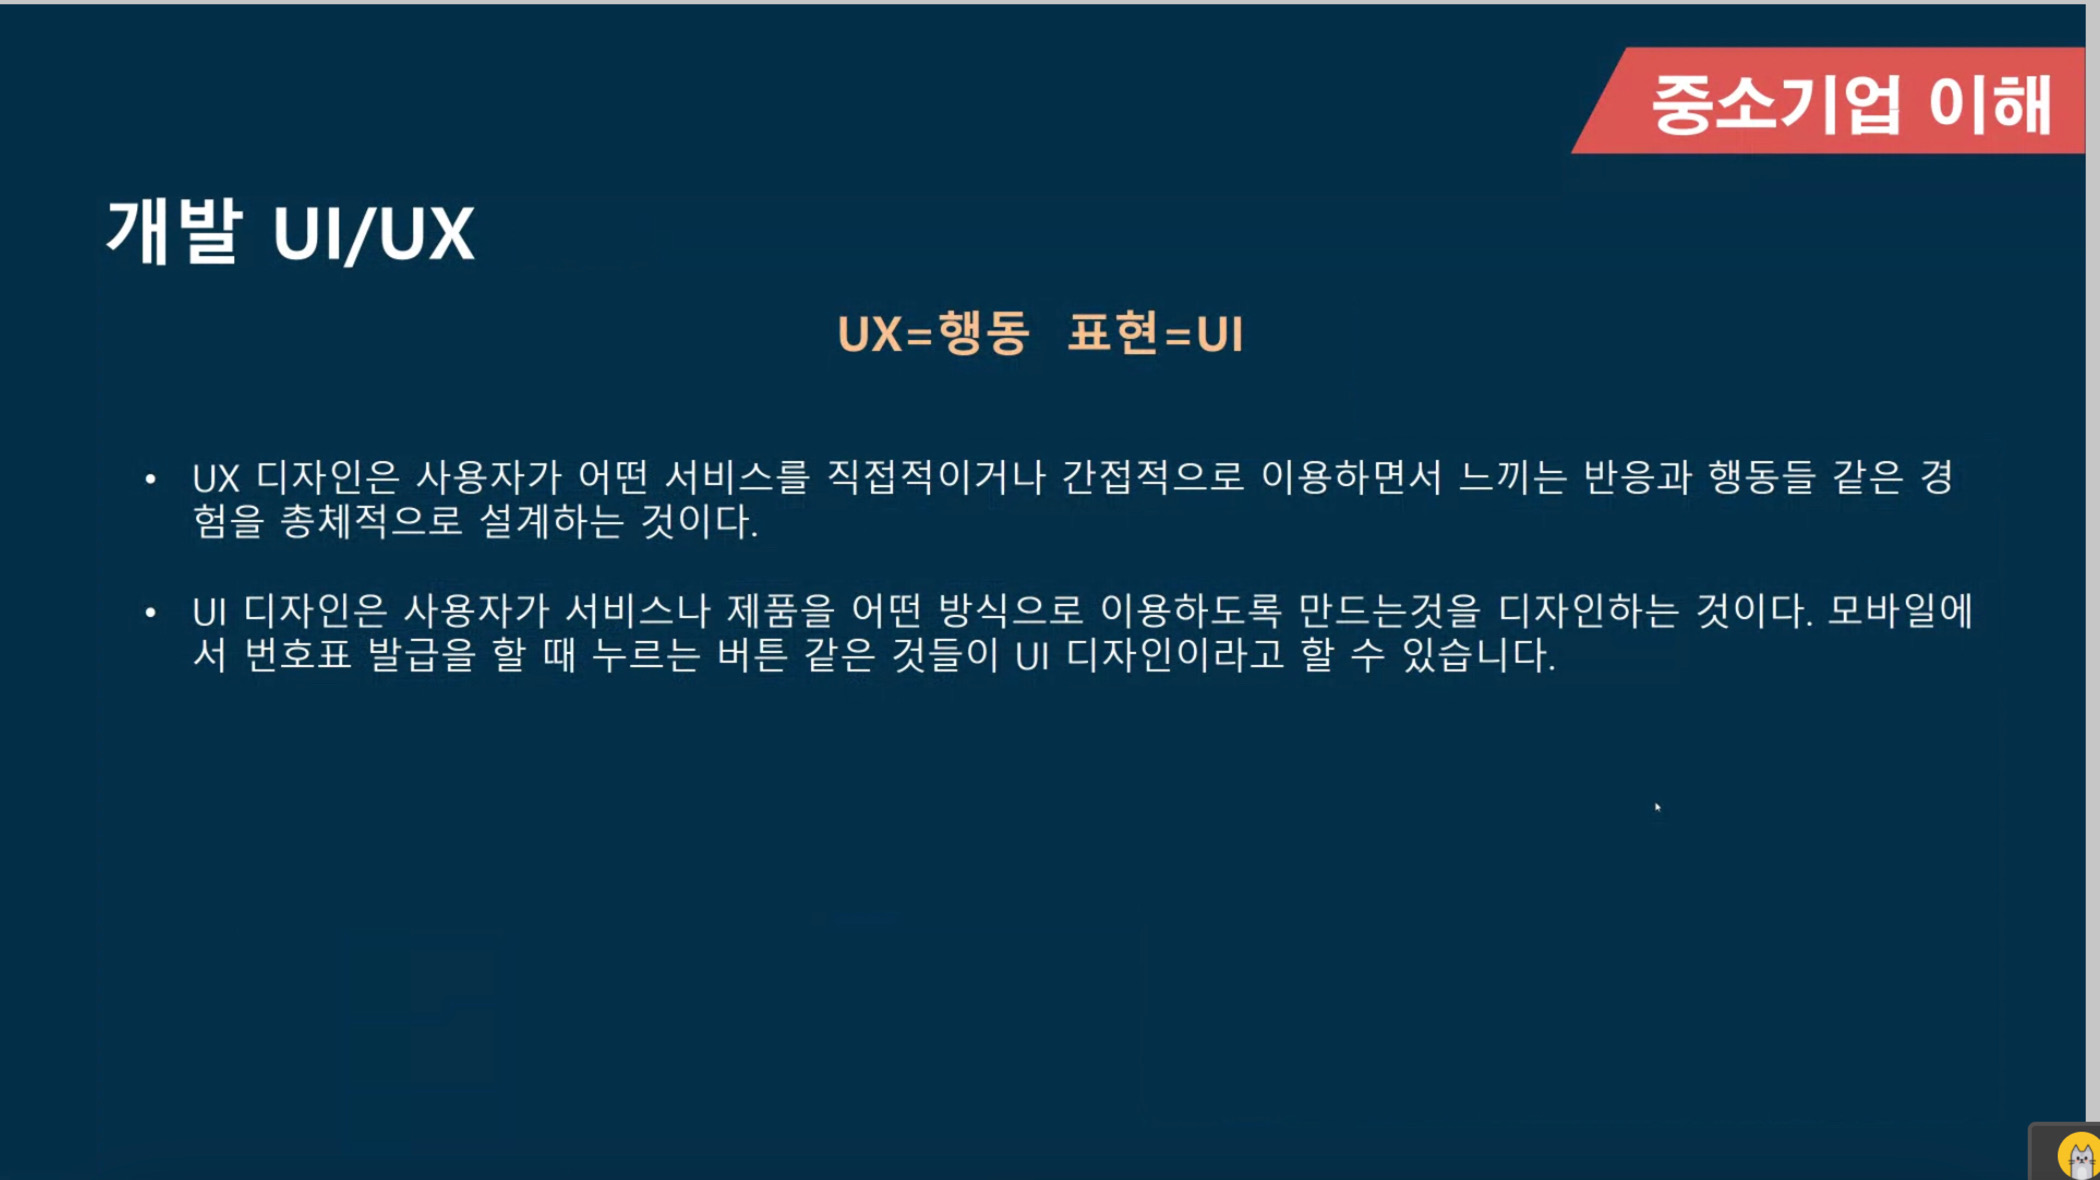 중소기업 이해
개발 UI/UX
UX=행동 표현=UI
• UX 디자인은 사용자가 어떤 서비스를 직접적이거나 간접적으로 이용하면서 느끼는 반응과 행동들 같은 경
험을 총체적으로 설계하는 것이다.
• UI 디자인은 사용자가 서비스나 제품을 어떤 방식으로 이용하도록 만드는것을 디자인하는 것이다. 모바일에
서 번호표 발급을 할 때 누르는 버튼 같은 것들이 UI 디자인이라고 할 수 있습니다.